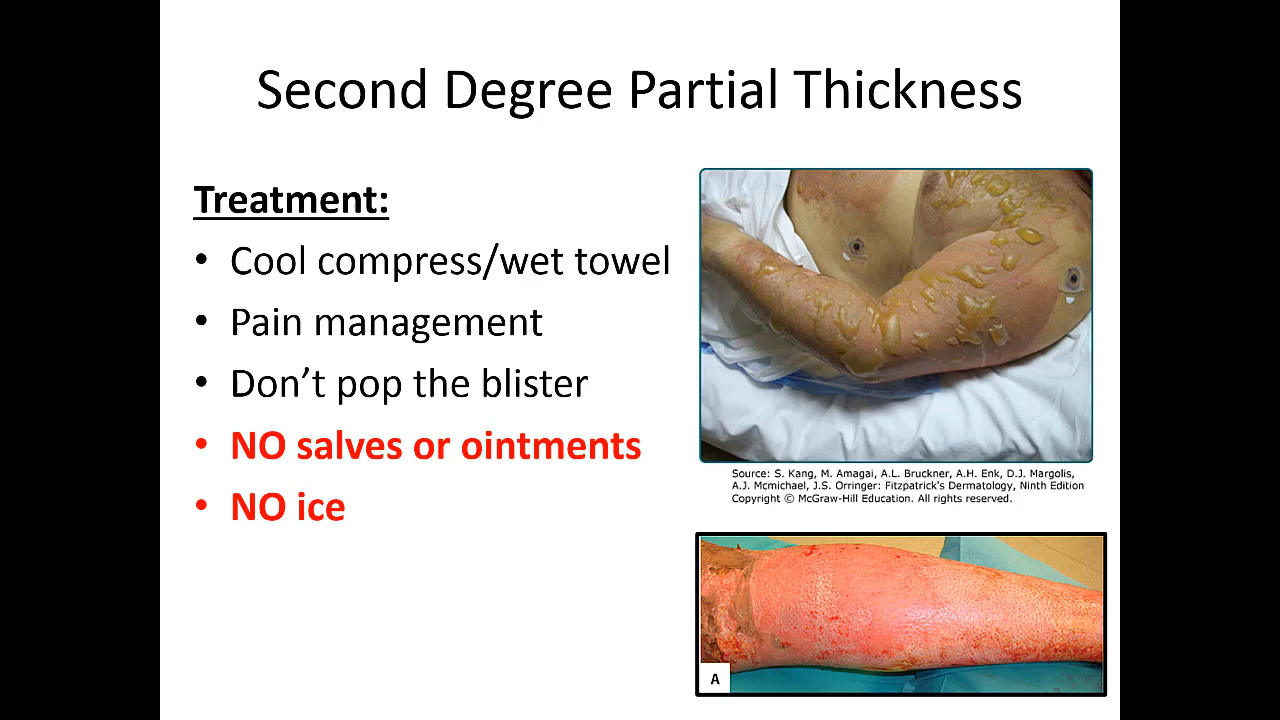 Second Degree Partial Thickness
Treatment:
• Cool compress/wet towel
• Pain management
• Don’t pop the blister
• NO salves or ointments
• NO ice
Source: S. Kang, M. Amagai, A.L. Bruckner, A.H. Enk, D.J. Margolis,
A.J. Mcmichael, J.S. Orringer: Fitzpatrick's Dermatology, Ninth Edition
Copyright © McGraw-Hill Education. All rights reserved.
A